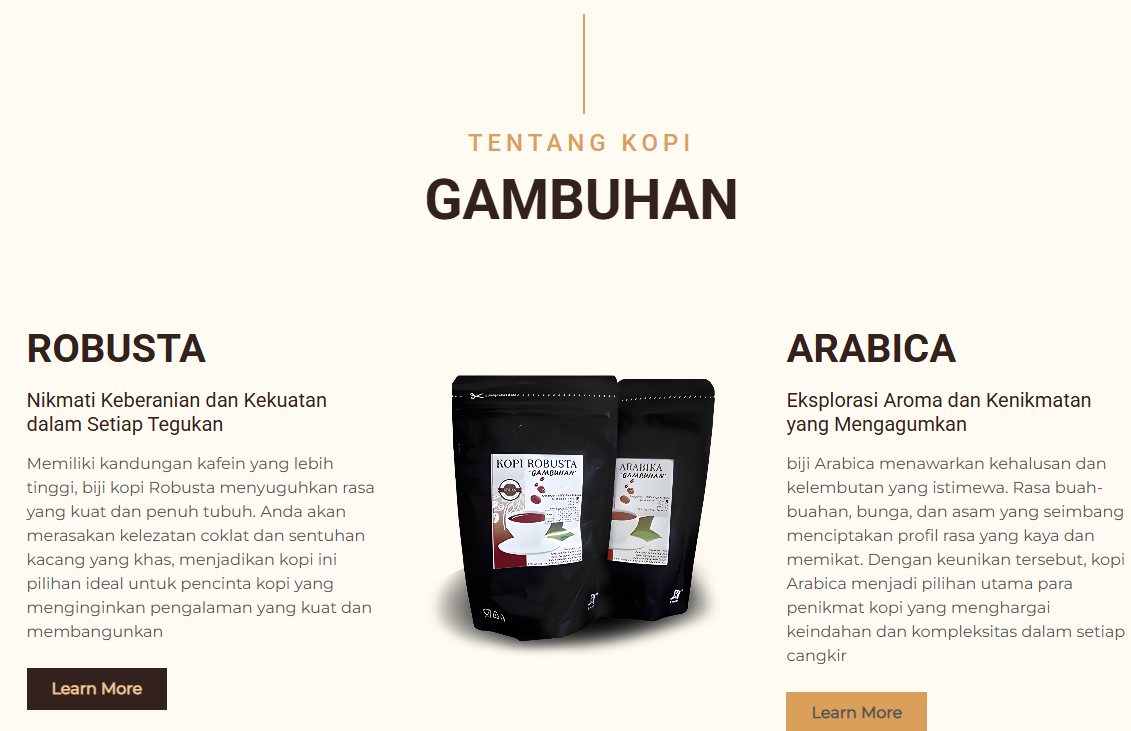 TENTANG KOPI
GAMBUHAN
ROBUSTA
Nikmati Keberanian dan Kekuatan
dalam Setiap Tegukan
Memiliki kandungan kafein yang lebih
tinggi, biji kopi Robusta menyuguhkan rasa
yang kuat dan penuh tubuh. Anda akan
merasakan kelezatan coklat dan sentuhan
kacang yang khas, menjadikan kopi ini
pilihan ideal untuk pencinta kopi yang
menginginkan pengalaman yang kuat dan
membangunkan
Learn More
KOPI ROBUSTA
"GAMBUHAN"
ARABIKA
"GAMBUHAN"
ARABICA
Eksplorasi Aroma dan Kenikmatan
yang Mengagumkan
biji Arabica menawarkan kehalusan dan
kelembutan yang istimewa. Rasa buah-
buahan, bunga, dan asam yang seimbang
menciptakan profil rasa yang kaya dan
memikat. Dengan keunikan tersebut, kopi
Arabica menjadi pilihan utama para
penikmat kopi yang menghargai
keindahan dan kompleksitas dalam setiap
cangkir
Learn More